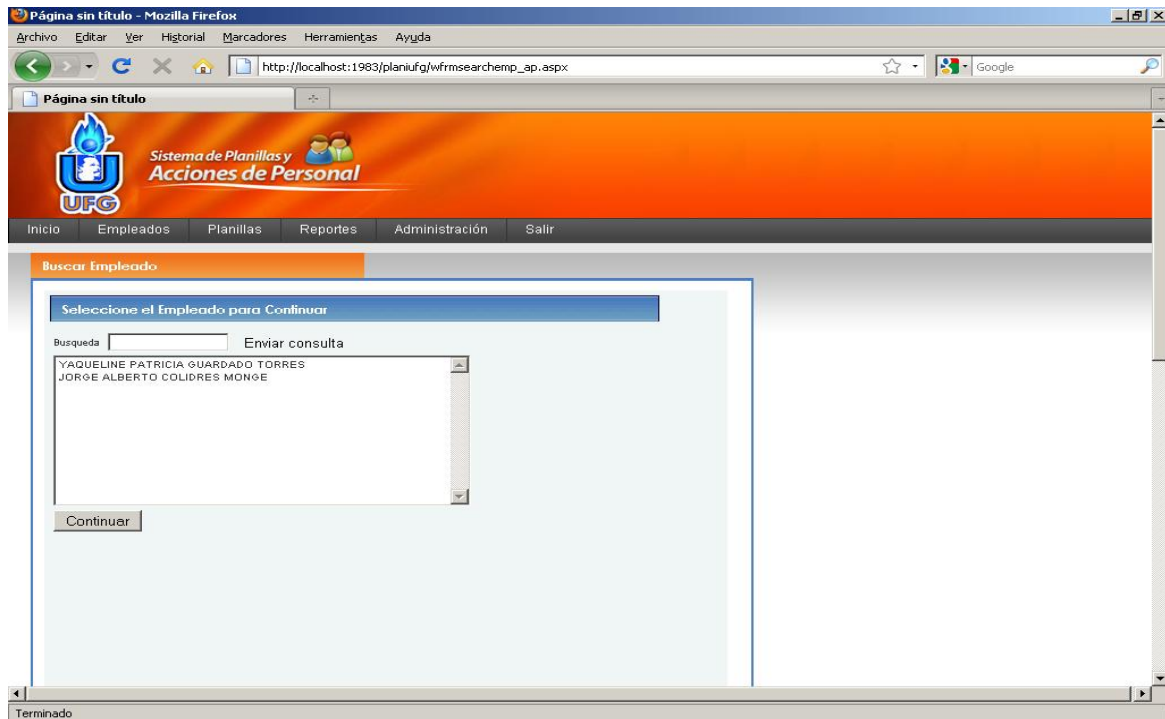 Página sin título - Mozilla Firefox
Archivo Editar Ver Historial Marcadores Herramientas Ayuda
http://localhost:1983/planiufg/wfrmsearchemp_ap.aspx
Google
Página sin título
Sistema de Planillas y
Acciones de Personal
UFG
Inicio Empleados Planillas Reportes Administración Salir
Buscar Empleado
Seleccione el Empleado para Continuar
Busqueda Enviar consulta
YAQUELINE PATRICIA GUARDADO TORRES
JORGE ALBERTO COLIDRES MONGE
Continuar
Terminado